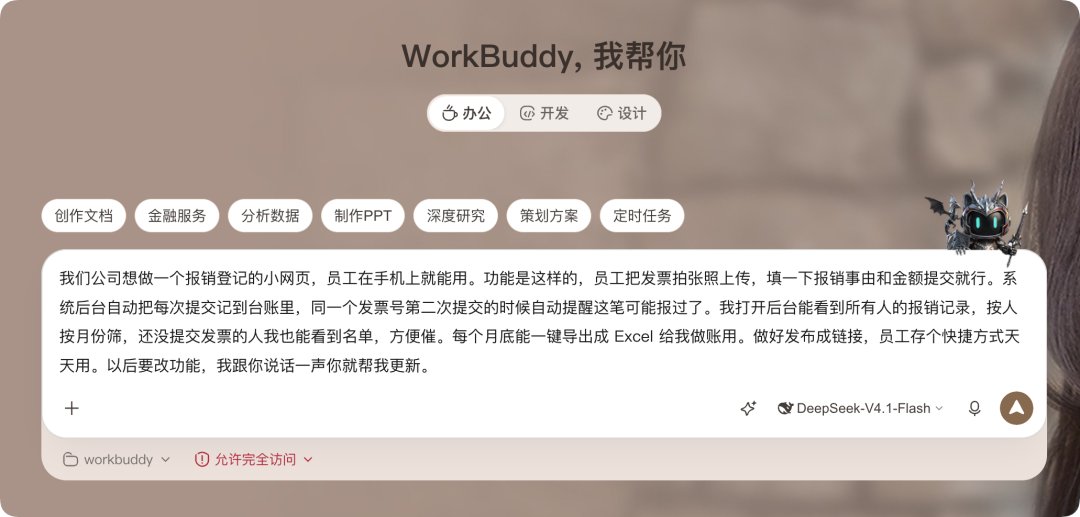 WorkBuddy, 我帮你
办公 开发 设计
创作文档 金融服务 分析数据 制作PPT 深度研究 策划方案 定时任务
我们公司想做一个报销登记的小网页，员工在手机上就能用。功能是这样的，员工把发票拍张照上传，填一下报销事由和金额提交就行。系
统后台自动把每次提交记到台账里，同一个发票号第二次提交的时候自动提醒这笔可能报过了。我打开后台能看到所有人的报销记录，按人
按月份筛，还没提交发票的人我也能看到名单，方便催。每个月底能一键导出成 Excel 给我做账用。做好发布成链接，员工存个快捷方式天
天用。以后要改功能，我跟你说话一声你就帮我更新。
DeepSeek-V4.1-Flash
workbuddy 允许完全访问